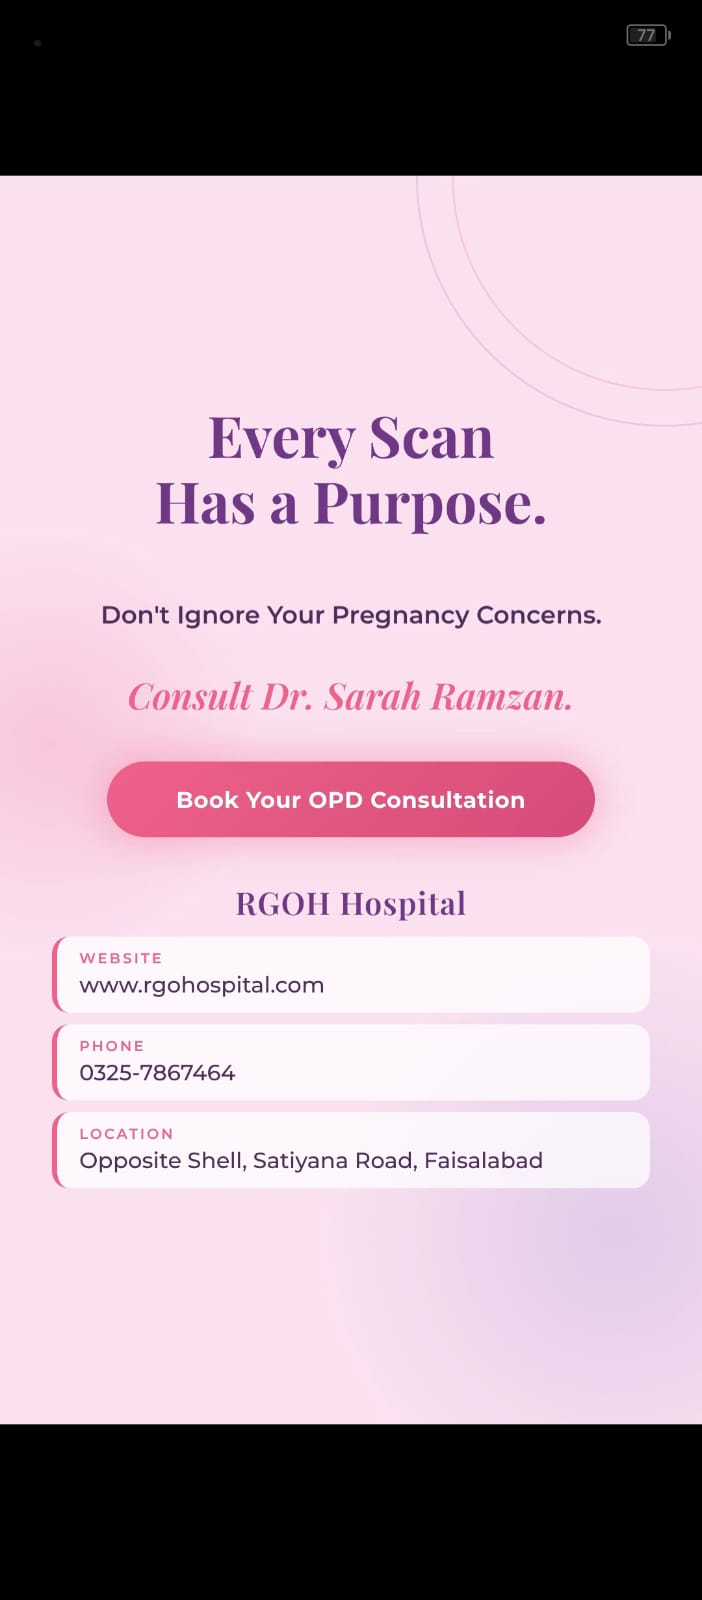 77
Every Scan
Has a Purpose.
Don't Ignore Your Pregnancy Concerns.
Consult Dr. Sarah Ramzan.
Book Your OPD Consultation
RGOH Hospital
WEBSITE
www.rgohospital.com
PHONE
0325-7867464
LOCATION
Opposite Shell, Satiyana Road, Faisalabad